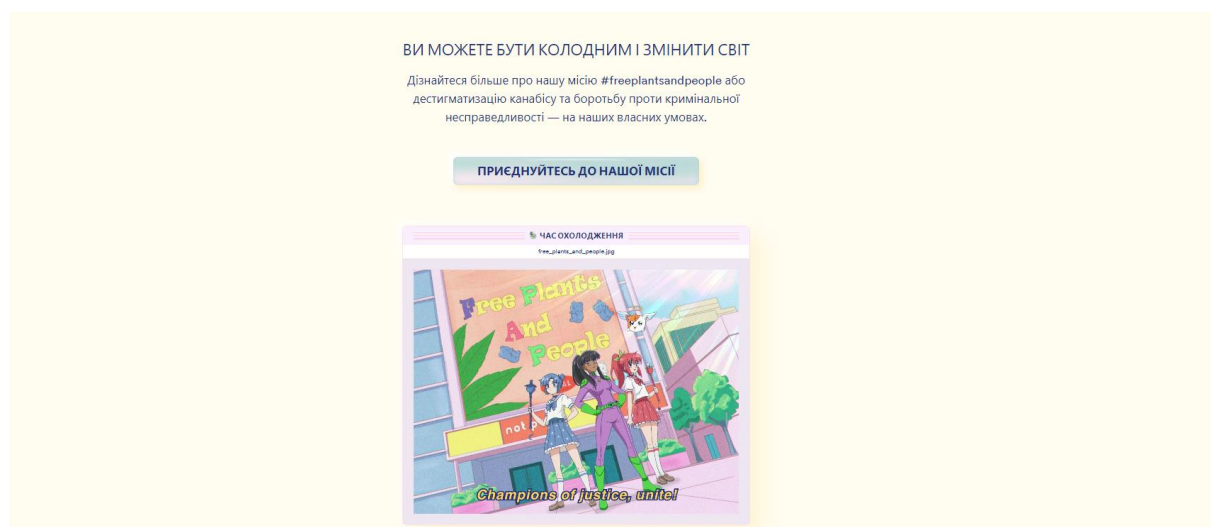 ВИ МОЖЕТЕ БУТИ КОЛОДНИМ І ЗМІНИТИ СВІТ
Дізнайтеся більше про нашу місію #freeplantsandpeople або
дестигматизацію канабісу та боротьбу проти кримінальної
несправедливості — на наших власних умовах.
ПРИЄДНУЙТЕСЬ ДО НАШОЇ МІСІЇ
ЧАС ОХОЛОДЖЕННЯ
free_plants_and_people.jpg
Free Plants
And
People
not
Champions of justice, unite!